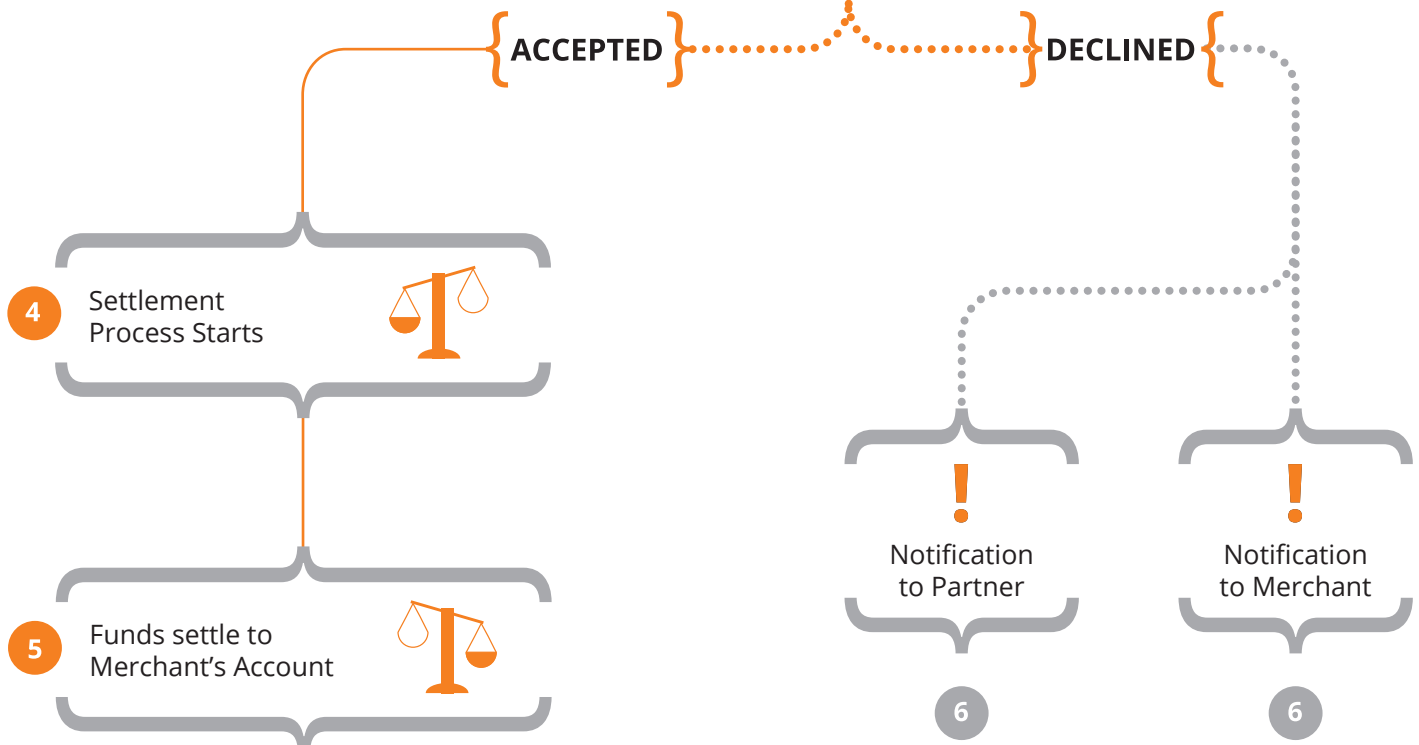 ACCEPTED
DECLINED
4
Settlement
Process Starts
!
Notification
to Partner
!
Notification
to Merchant
5
Funds settle to
Merchant’s Account
6
6